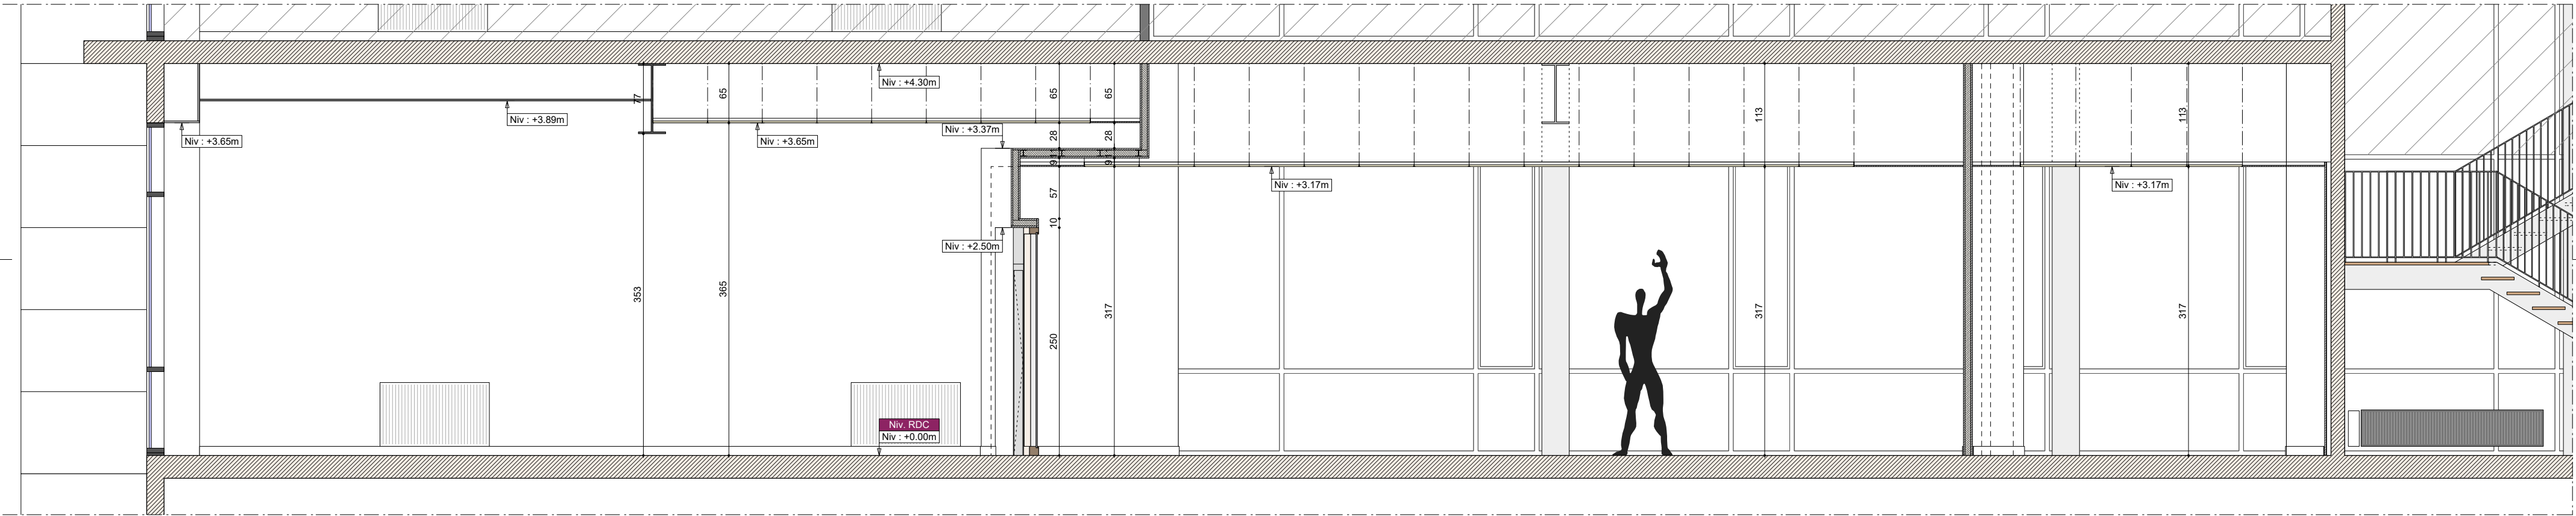 Niv : +4.30m
Niv : +3.89m
Niv : +3.65m
Niv : +3.65m
Niv : +3.37m
Niv : +3.17m
Niv : +3.17m
Niv : +2.50m
Niv. RDC
Niv : +0.00m
77
353
65
365
65
28
9
57
10
250
65
28
9
317
113
317
113
317